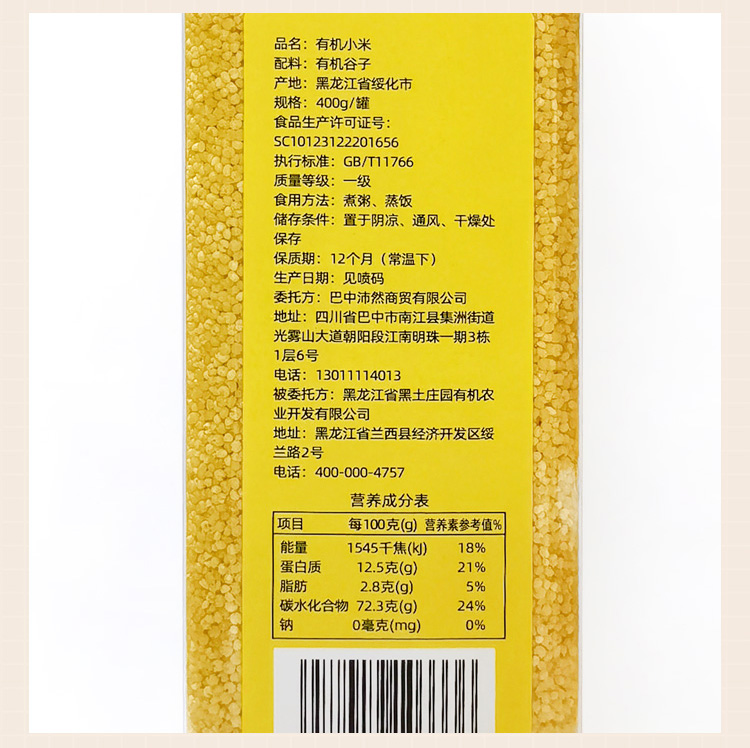 品名：有机小米
配料：有机谷子
产地：黑龙江省绥化市
规格：400g/罐
食品生产许可证号：
SC10123122201656
执行标准：GB/T11766
质量等级：一级
食用方法：煮粥、蒸饭
储存条件：置于阴凉、通风、干燥处
保存
保质期：12个月（常温下）
生产日期：见喷码
委托方：巴中沛然商贸有限公司
地址：四川省巴中市南江县集洲街道
光雾山大道朝阳段江南明珠一期3栋
1层6号
电话：13011114013
被委托方：黑龙江省黑土庄园有机农
业开发有限公司
地址：黑龙江省兰西县经济开发区绥
兰路2号
电话：400-000-4757
营养成分表
项目 每100克(g) 营养素参考值%
能量 1545千焦(kJ) 18%
蛋白质 12.5克(g) 21%
脂肪 2.8克(g) 5%
碳水化合物 72.3克(g) 24%
钠 0毫克(mg) 0%